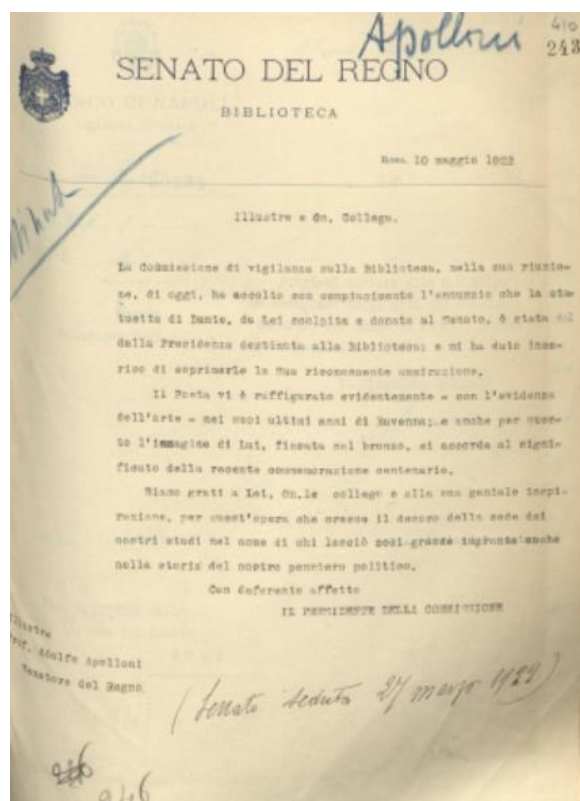 Apolloni
410
243
SENATO DEL REGNO
BIBLIOTECA
Roma 10 maggio 1922
Illustre e On. Collega.
La Commissione di vigilanza sulla Biblioteca, nella sua riunio-
ne, di oggi, ha accolto con compiacimento l'annuncio che la sta-
tuetta di Dante, da Lei scolpita e donata al Senato, è stata
dalla Presidenza destinata alla Biblioteca; e mi ha dato inca-
rico di esprimerLe la Sua riconoscente ammirazione.
Il Poeta vi è raffigurato evidentemente - con l'evidenza
dell'arte - nei suoi ultimi anni di Ravenna; e anche per ques-
to l'immagine di Lui, fissata nel bronzo, si accorda al signi-
ficato della recente commemorazione centenaria.
Siamo grati a Lei, On.le collega e alla sua geniale inspi-
razione, per quest'opera che cresce il decoro della sede dei
nostri studi nel nome di chi lasciò così grande impronta anche
nella storia del nostro pensiero politico.
Con deferente affetto
IL PRESIDENTE DELLA COMMISSIONE
Illustre
Prof. Adolfo Apolloni
Senatore del Regno
(Senato seduta 27 marzo 1922)
246
246